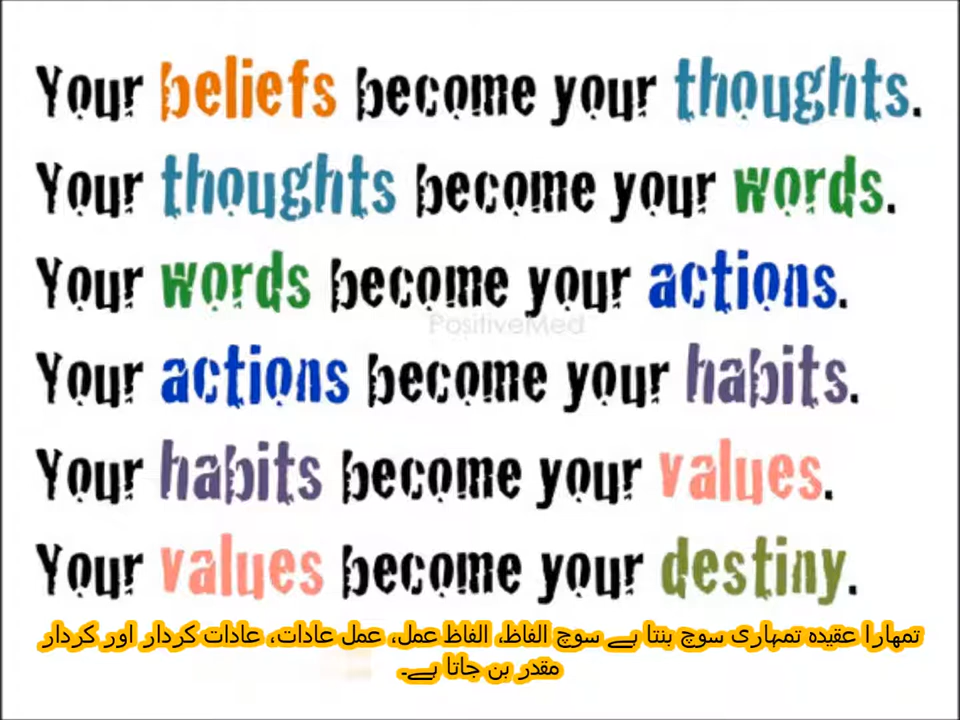 Your beliefs become your thoughts.
Your thoughts become your words.
Your words become your actions.
PositiveMed
Your actions become your habits.
Your habits become your values.
Your values become your destiny.
تمھارا عقیدہ تمہاری سوچ بنتا ہے سوچ الفاظ، الفاظ عمل، عمل عادات، عادات کردار اور کردار
مقدر بن جاتا ہے۔